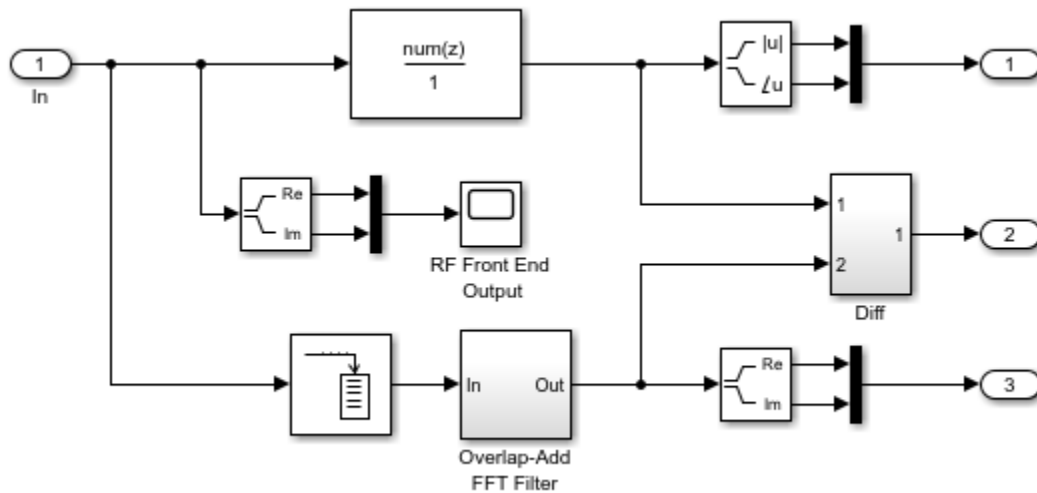 num(z)
1
|u|
∠u
1
In
1
Re
Im
RF Front End
Output
1
2
1
2
Diff
In
Out
Overlap-Add
FFT Filter
Re
Im
3